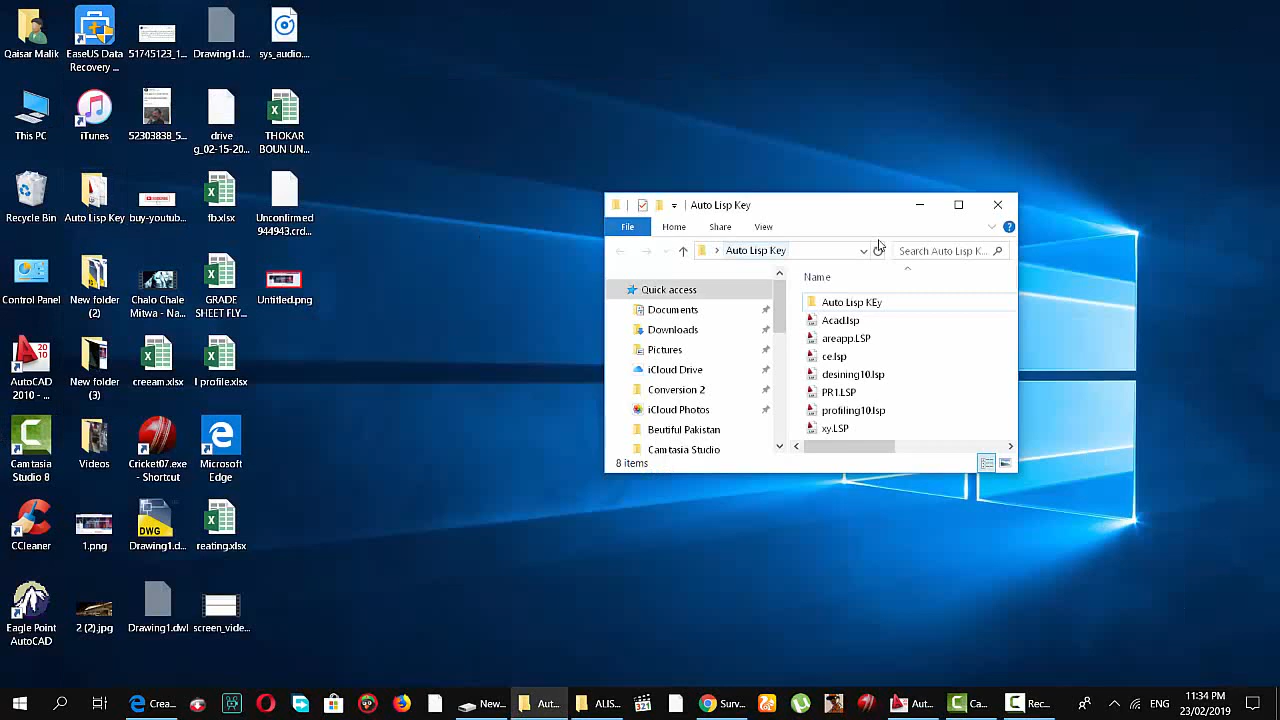 Qaisar Malik
EaseUS Data
Recovery ...
51745123_1...
Drawing1.d...
sys_audio....
This PC
iTunes
52303838_5...
drive
g_02-15-20...
THOKAR
BOUN UN...
Recycle Bin
Auto Lisp Key
buy-youtub...
fb.xlsx
Unconfirmed
944943.crd...
Control Panel
New folder
(2)
Chalo Chale
Mitwa - Na...
GRADE
SHEET FLY...
Untitled.png
AutoCAD
2010 - ...
New folder
(3)
creeam.xlsx
l profile.xlsx
Camtasia
Studio 8
Videos
Cricket07.exe
- Shortcut
Microsoft
Edge
CCleaner
1.png
DWG
Drawing1.d...
reating.xlsx
Eagle Point
AutoCAD
2 (2).jpg
Drawing1.dwl
screen_vide...
Auto Lisp Key
File
Home
Share
View
Auto Lisp Key
Search Auto Lisp K...
Quick access
Documents
Downloads
Pictures
iCloud Drive
Conversion 2
iCloud Photos
Beutiful Pakistan
Camtasia Studio
Name
Auto Lisp KEy
Acad.lsp
areapp.LSP
ce.lsp
desining10.lsp
PR1.LSP
profiling10.lsp
xy.LSP
8 items
Crea...
New...
Aut...
ALIS...
321
Surv...
Aut...
Ca...
Rec...
ENG
11:34 PM
23/02/2019